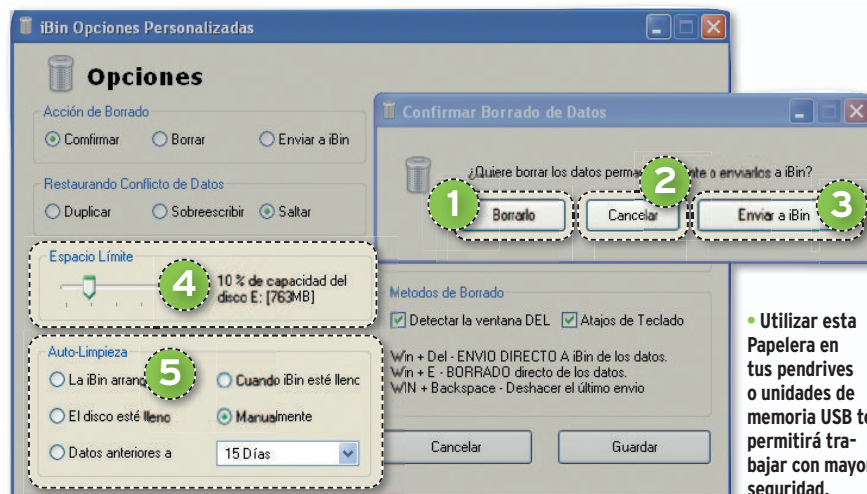 iBin Opciones Personalizadas
Opciones
Acción de Borrado
Comfirmar
Borrar
Enviar a iBin
Restaurando Conflicto de Datos
Duplicar
Sobreescribir
Saltar
Espacio Límite
4
10 % de capacidad del
disco E: [763MB]
Auto-Limpieza
5
La iBin
Cuando iBin esté
El disco esté lleno
Manualmente
Datos anteriores a
15 Días
Confirmar Borrado de Datos
¿Quiere borrar los datos o enviarlos a iBin?
1
Borrarlo
2
Cancelar
3
Enviar a iBin
Metodos de Borrado
Detectar la ventana DEL
Atajos de Teclado
Win + Del - ENVIO DIRECTO A iBin de los datos.
Win + E - BORRADO directo de los datos.
WIN + Backspace - Deshacer el último envio
Cancelar
Guardar
• Utilizar esta
Papelera en
tus pendrives
o unidades de
memoria USB te
permitirá tra-
bajar con mayor
seguridad.